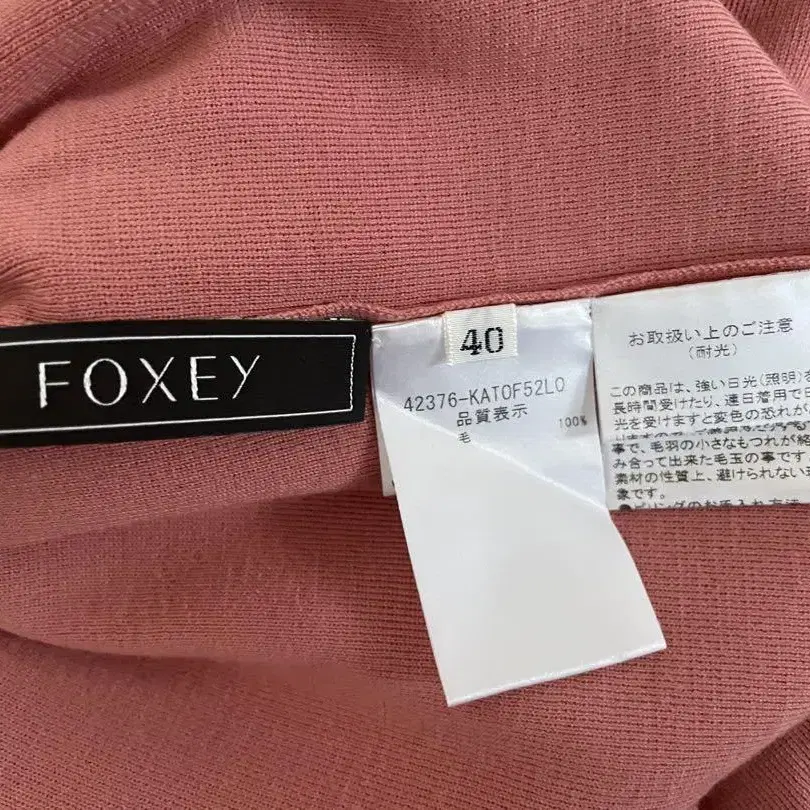 FOXEY
40
42376-KATOF52LO
品質表示
毛 100%
お取扱い上のご注意
(耐光)
この商品は、強い日光(照明)を
長時間受けたり、連日着用で日
光を受けますと変色の恐れが
事で、毛羽の小さなもつれが絡
み合って出来た毛玉の事です
素材の性質上、避けられない現
象です。